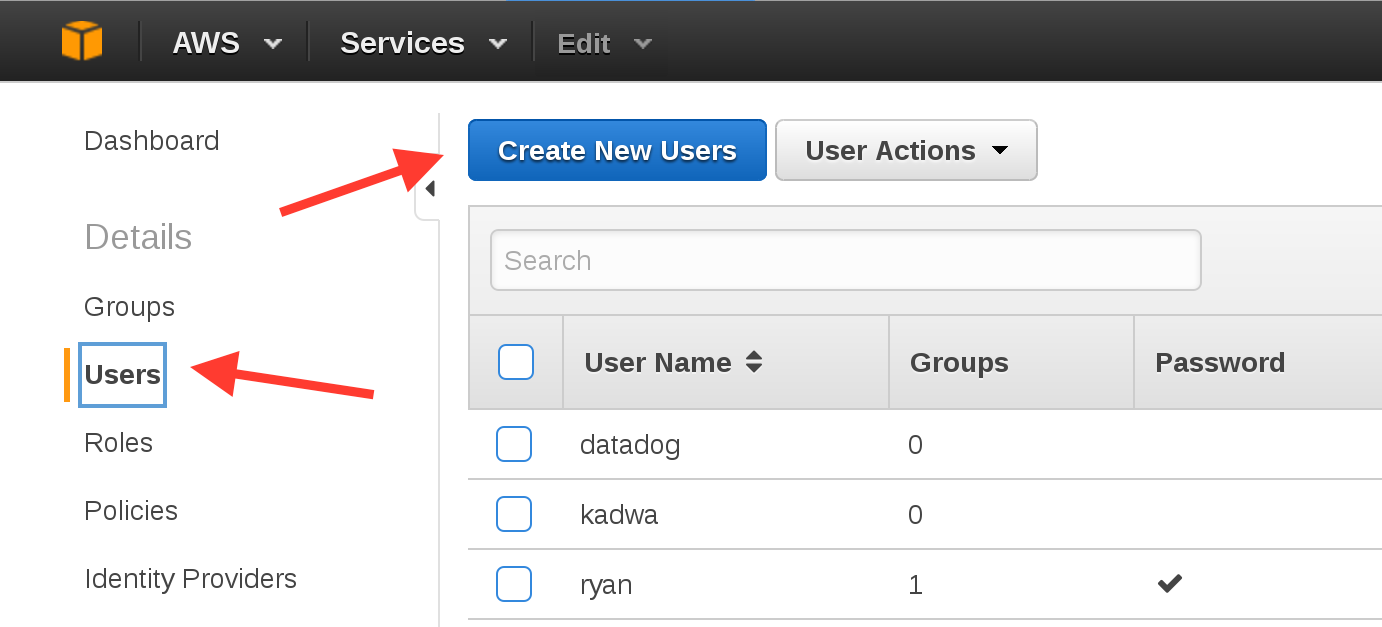 AWS Services Edit
Dashboard
Details
Groups
Users
Roles
Policies
Identity Providers
Create New Users User Actions
Search
User Name Groups Password
datadog 0
kadwa 0
ryan 1